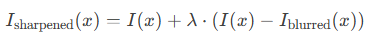 I_sharpened(x) = I(x) + λ · (I(x) − I_blurred(x))